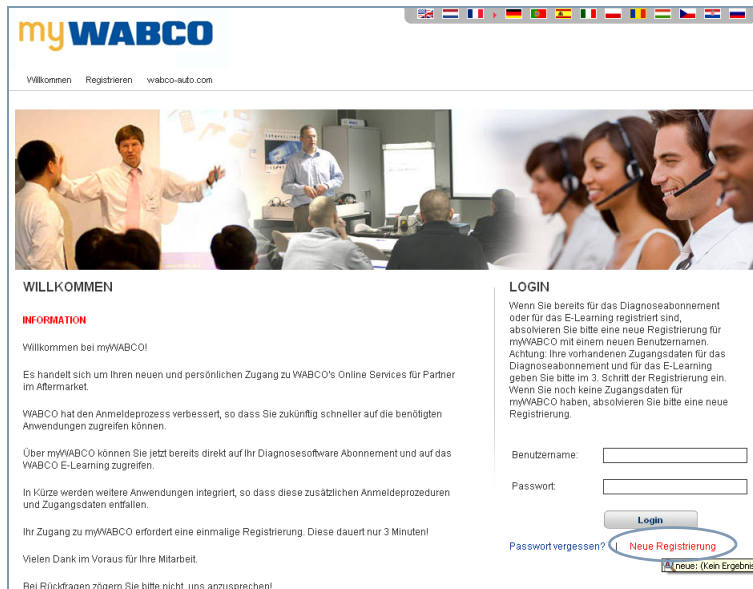 myWABCO
Willkommen Registrieren wabco-auto.com
WILLKOMMEN
INFORMATION
Willkommen bei myWABCO!
Es handelt sich um Ihren neuen und persönlichen Zugang zu WABCO's Online Services für Partner
im Aftermarket.
WABCO hat den Anmeldeprozess verbessert, so dass Sie zukünftig schneller auf die benötigten
Anwendungen zugreifen können.
Über myWABCO können Sie jetzt bereits direkt auf Ihr Diagnosesoftware Abonnement und auf das
WABCO E-Learning zugreifen.
In Kürze werden weitere Anwendungen integriert, so dass diese zusätzlichen Anmeldeprozeduren
und Zugangsdaten entfallen.
Ihr Zugang zu myWABCO erfordert eine einmalige Registrierung. Diese dauert nur 3 Minuten!
Vielen Dank im Voraus für Ihre Mitarbeit.
Bei Rückfragen zögern Sie bitte nicht, uns anzusprechen!
LOGIN
Wenn Sie bereits für das Diagnoseabonnement
oder für das E-Learning registriert sind,
absolvieren Sie bitte eine neue Registrierung für
myWABCO mit einem neuen Benutzernamen.
Achtung: Ihre vorhandenen Zugangsdaten für das
Diagnoseabonnement und für das E-Learning
geben Sie bitte im 3. Schritt der Registrierung ein.
Wenn Sie noch keine Zugangsdaten für
myWABCO haben, absolvieren Sie bitte eine neue
Registrierung.
Benutzername:
Passwort:
Login
Passwort vergessen? | Neue Registrierung
neue: (Kein Ergebnis